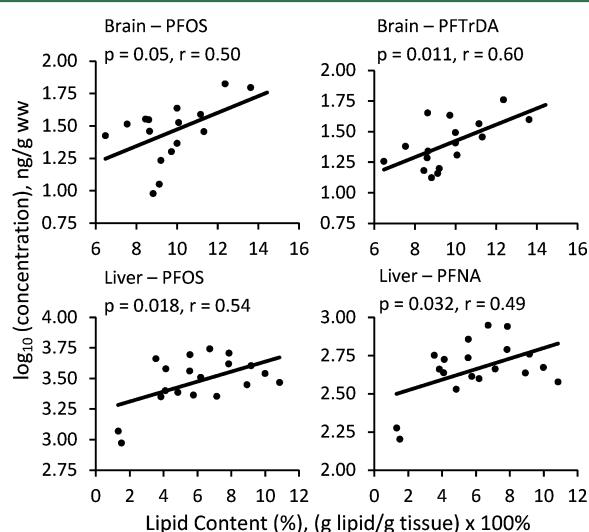 Brain – PFOS
p = 0.05, r = 0.50
2.00
1.75
1.50
1.25
1.00
0.75
6 8 10 12 14 16
Brain – PFTrDA
p = 0.011, r = 0.60
2.00
1.75
1.50
1.25
1.00
0.75
6 8 10 12 14 16
log₁₀ (concentration), ng/g ww
Liver – PFOS
p = 0.018, r = 0.54
4.00
3.75
3.50
3.25
3.00
2.75
0 2 4 6 8 10 12
Liver – PFNA
p = 0.032, r = 0.49
3.00
2.75
2.50
2.25
2.00
0 2 4 6 8 10 12
Lipid Content (%), (g lipid/g tissue) x 100%